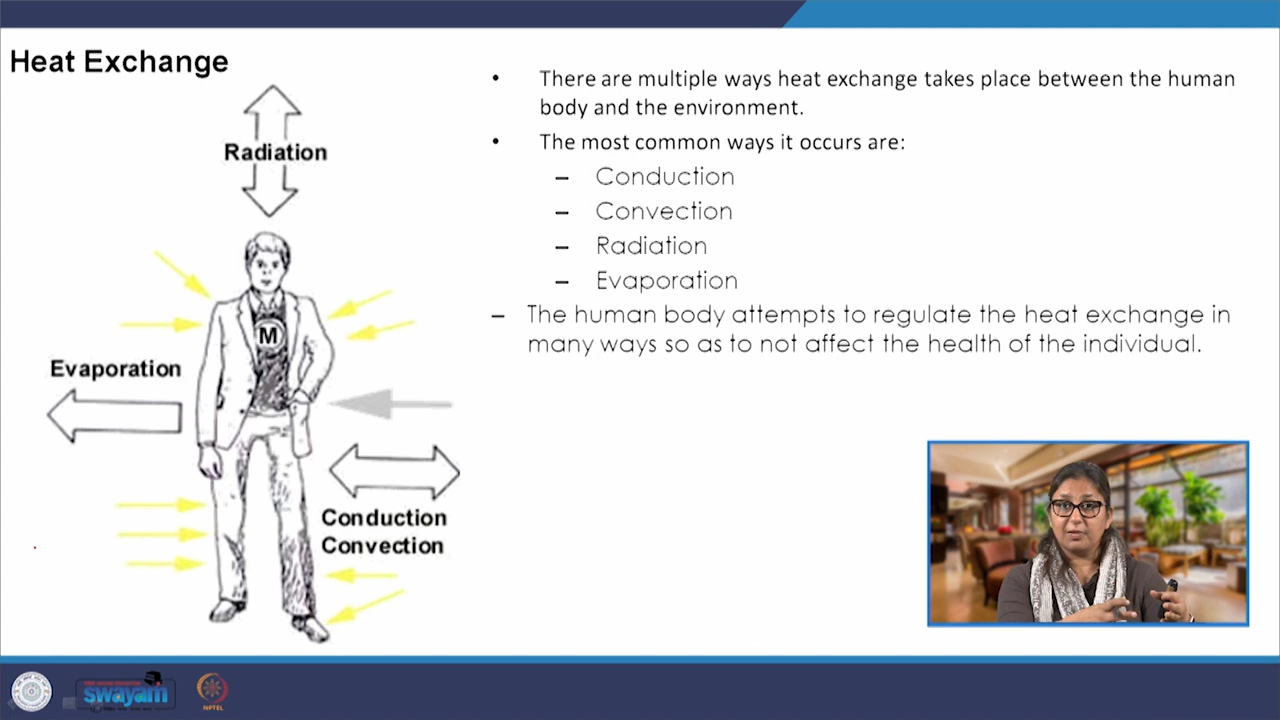 Heat Exchange
Radiation
M
Evaporation
Conduction
Convection
• There are multiple ways heat exchange takes place between the human
body and the environment.
• The most common ways it occurs are:
– Conduction
– Convection
– Radiation
– Evaporation
– The human body attempts to regulate the heat exchange in
many ways so as to not affect the health of the individual.
swayam
NPTEL